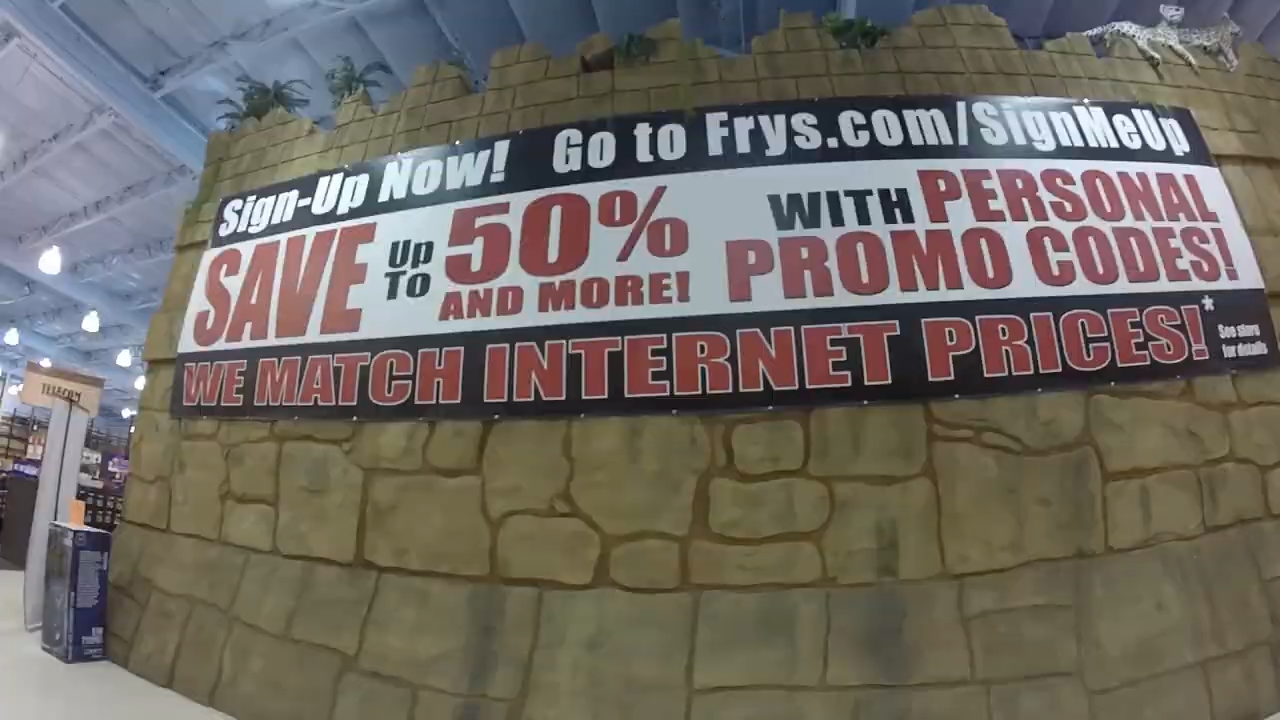 Sign-Up Now! Go to Frys.com/SignMeUp
SAVE Up To 50% AND MORE!
WITH PERSONAL PROMO CODES!
WE MATCH INTERNET PRICES!*
See store
for details
TELECOM